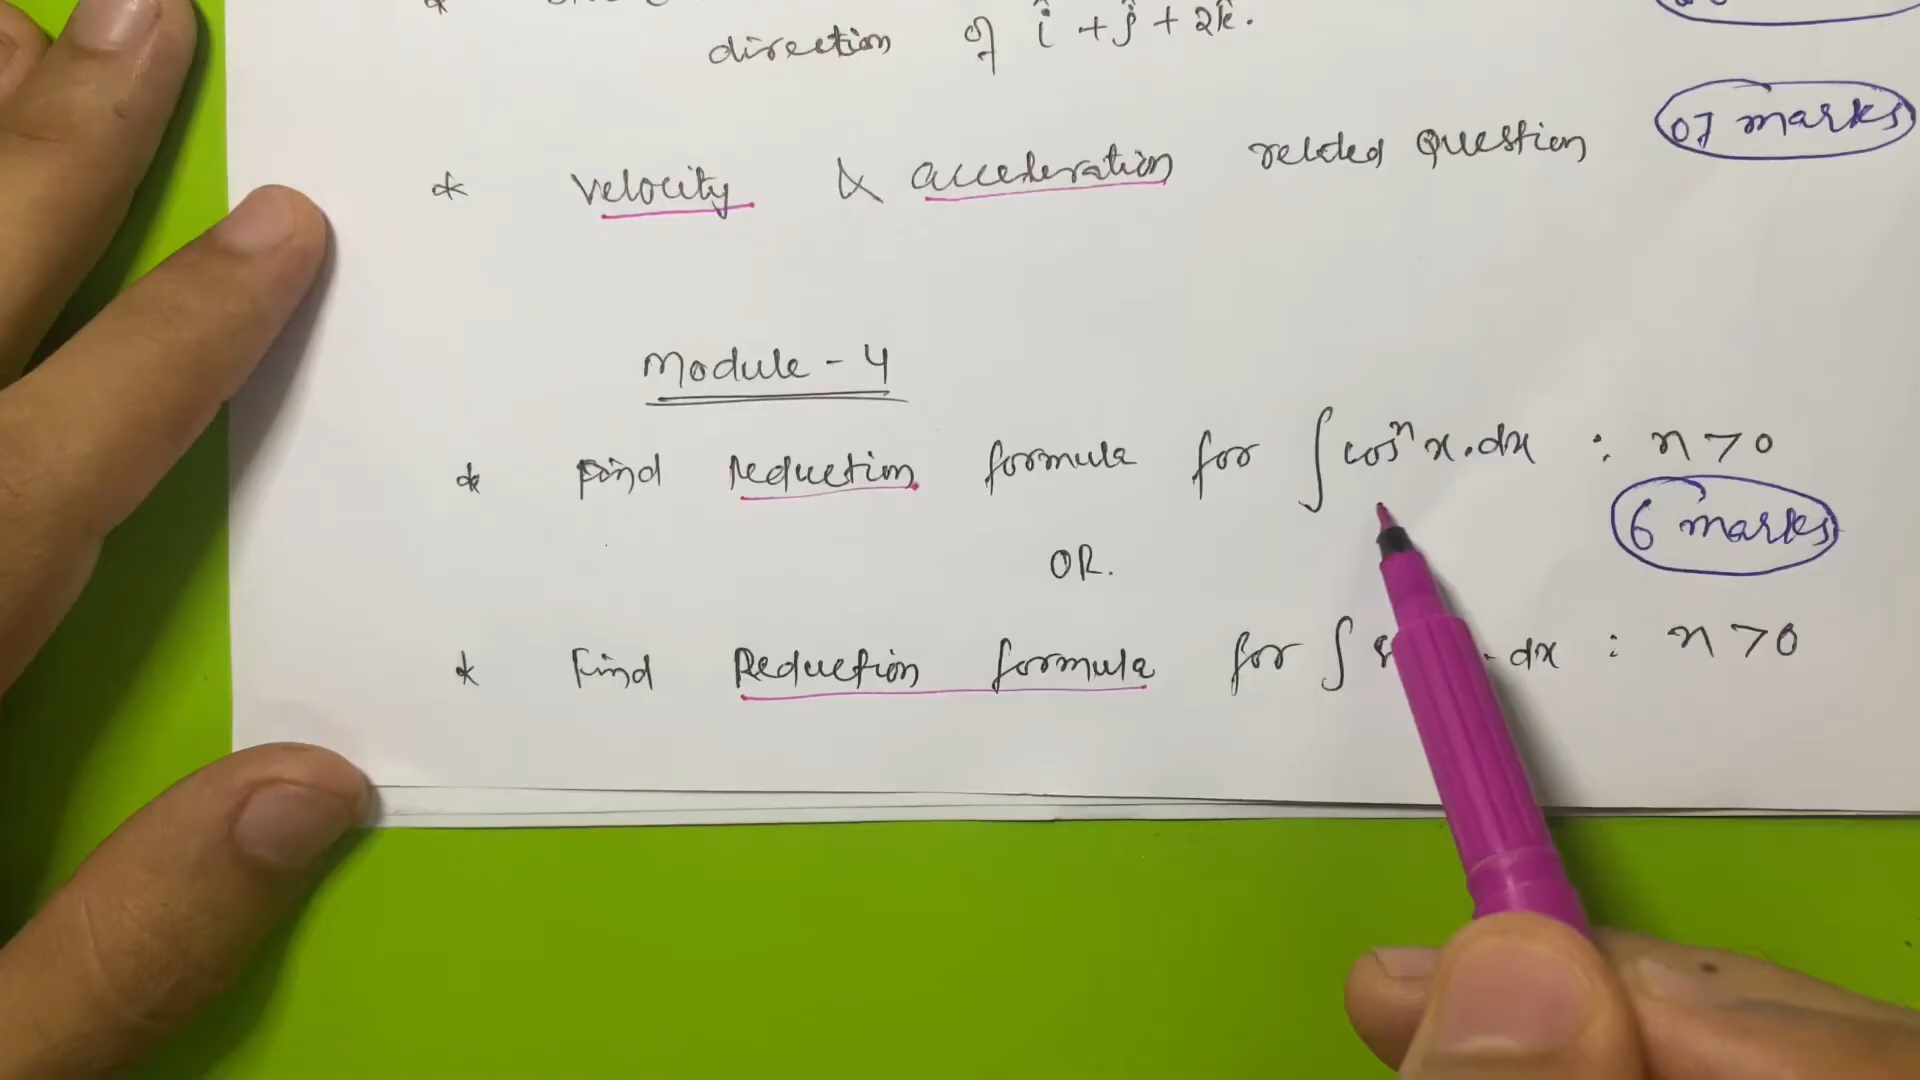 direction of î + ĵ + 2k̂.
* velocity & acceleration related question 07 marks
Module - 4
* Find reduction formula for ∫cosⁿx.dx : n>0
6 marks
OR.
* Find Reduction formula for ∫ .dx : n>0